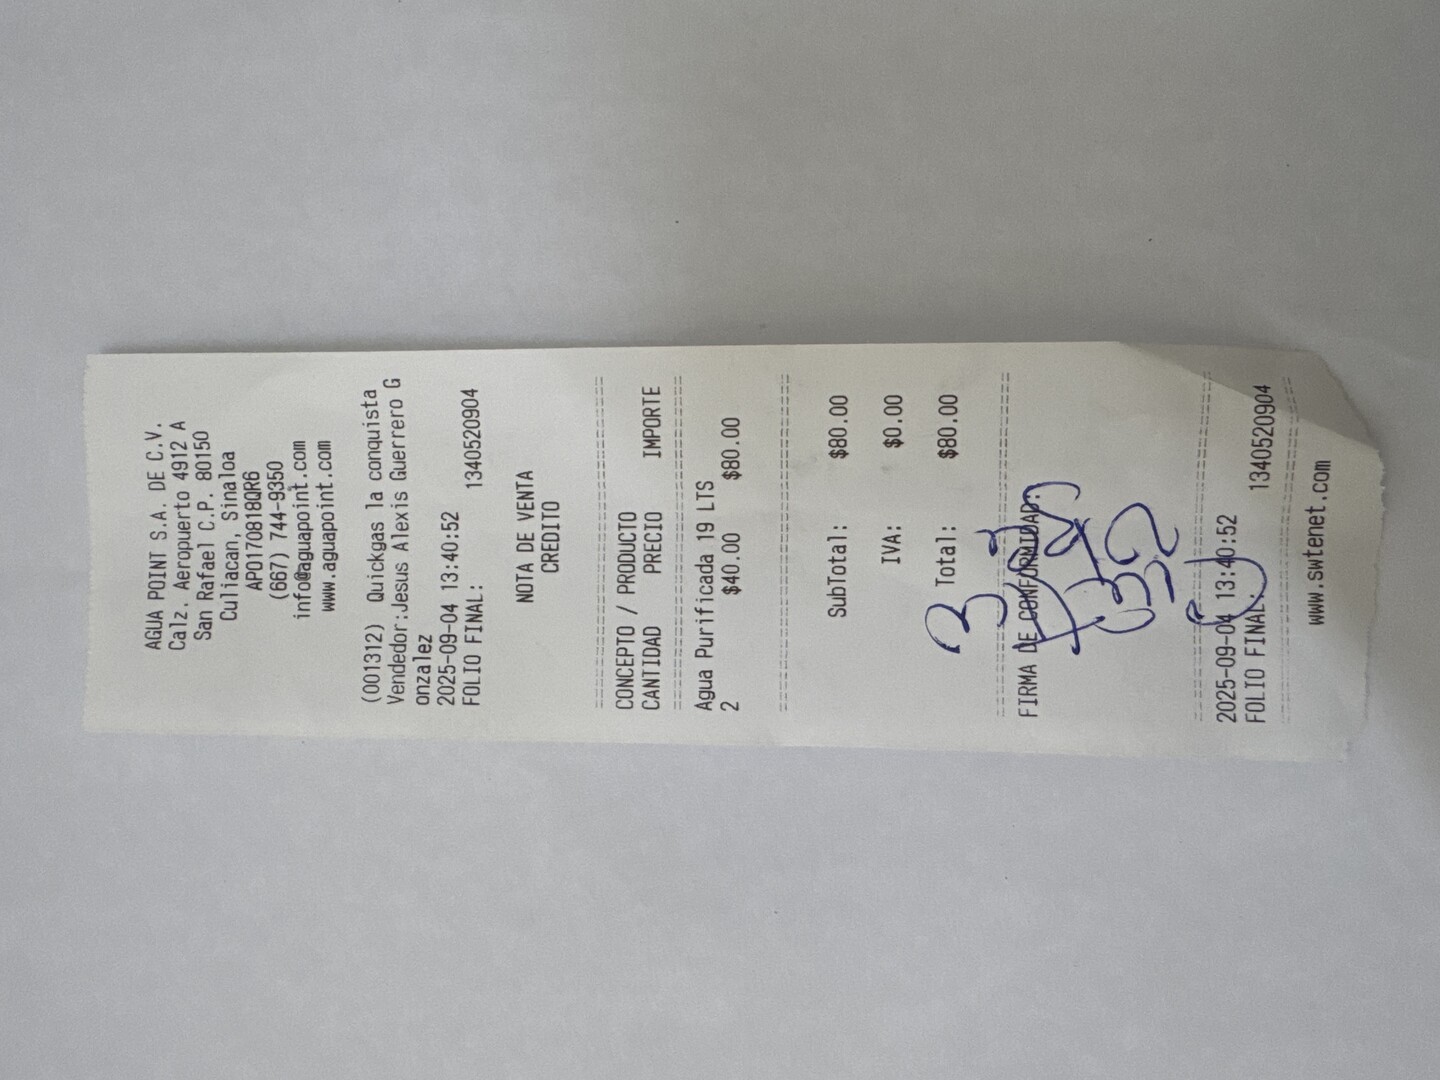 AGUA POINT S.A. DE C.V.
Calz. Aeropuerto 4912 A
San Rafael C.P. 80150
Culiacan, Sinaloa
APO170818QR6
(667) 744-9350
info@aguapoint.com
www.aguapoint.com
(001312) Quickgas la conquista
Vendedor:Jesus Alexis Guerrero G
onzalez
2025-09-04 13:40:52
FOLIO FINAL: 1340520904
NOTA DE VENTA
CREDITO
CONCEPTO / PRODUCTO
CANTIDAD PRECIO IMPORTE
Agua Purificada 19 LTS
2 $40.00 $80.00
SubTotal: $80.00
IVA: $0.00
Total: $80.00
FIRMA DE CONFORMIDAD:
2025-09-04 13:40:52
FOLIO FINAL: 1340520904
www.swtenet.com